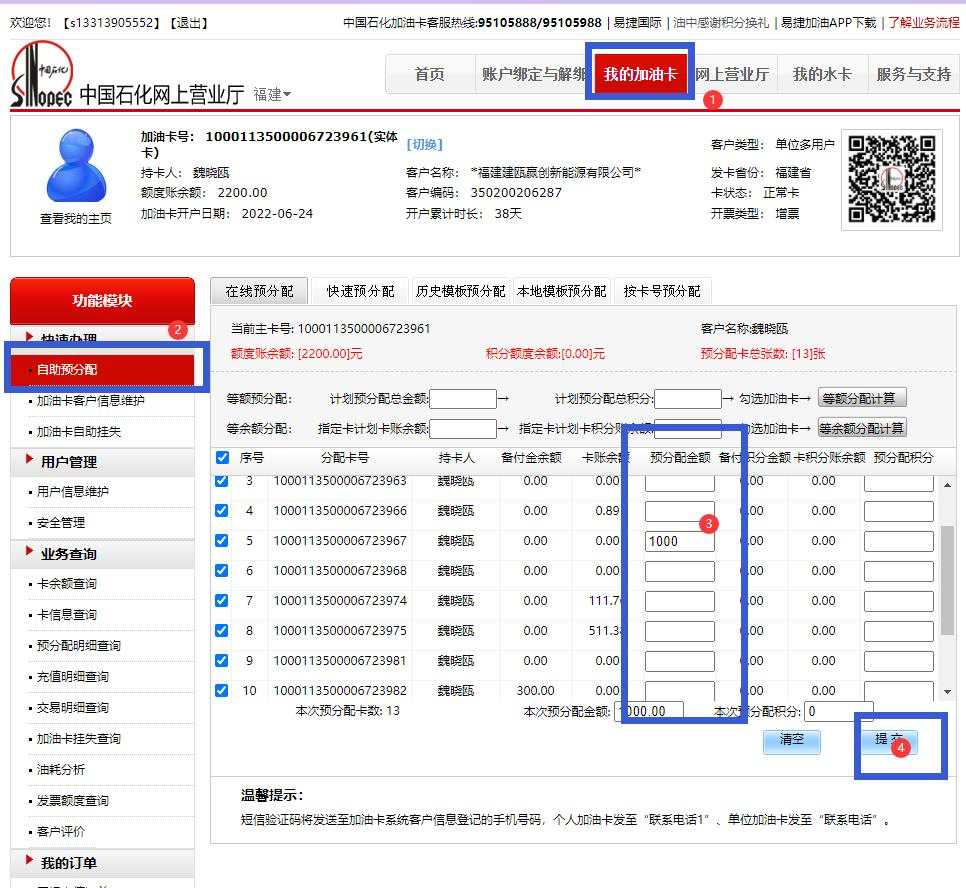 欢迎您! 【s13313905552】【退出】 中国石化加油卡客服热线:95105888/95105988 | 易捷国际 | 油中感谢积分换礼 | 易捷加油APP下载 | 了解业务流程
中国石化
SINOPEC 中国石化网上营业厅 福建
首页 账户绑定与解绑 我的加油卡 网上营业厅 我的水卡 服务与支持
1
加油卡号: 1000113500006723961(实体卡) [切换] 客户类型: 单位多用户
持卡人: 魏晓瓯 客户名称: *福建建瓯赢创新能源有限公司* 发卡省份: 福建省
额度账余额: 2200.00 客户编码: 350200206287 卡状态: 正常卡
加油卡开户日期: 2022-06-24 开户累计时长: 38天 开票类型: 增票
查看我的主页
功能模块
2
快速办理
自助预分配
加油卡客户信息维护
加油卡自助挂失
用户管理
用户信息维护
安全管理
业务查询
卡余额查询
卡信息查询
预分配明细查询
充值明细查询
交易明细查询
加油卡挂失查询
油耗分析
发票额度查询
客户评价
我的订单
在线预分配 快速预分配 历史模板预分配 本地模板预分配 按卡号预分配
当前主卡号: 1000113500006723961 客户名称:魏晓瓯
额度账余额: [2200.00]元 积分额度余额:[0.00]元 预分配卡总张数: [13]张
等额预分配: 计划预分配总金额: → 计划预分配总积分: → 勾选加油卡→ 等额分配计算
等余额分配: 指定卡计划卡账余额: → 指定卡计划卡积分账余额: 勾选加油卡→ 等余额分配计算
序号 分配卡号 持卡人 备付金余额 卡账余额 预分配金额 备付积分金额 卡积分账余额 预分配积分
3 1000113500006723963 魏晓瓯 0.00 0.00 0.00 0.00
4 1000113500006723966 魏晓瓯 0.00 0.89 0.00 0.00
3
5 1000113500006723967 魏晓瓯 0.00 0.00 1000 0.00 0.00
6 1000113500006723968 魏晓瓯 0.00 0.00 0.00 0.00
7 1000113500006723974 魏晓瓯 0.00 111.7 0.00 0.00
8 1000113500006723975 魏晓瓯 0.00 511.38 0.00 0.00
9 1000113500006723981 魏晓瓯 0.00 0.00 0.00 0.00
10 1000113500006723982 魏晓瓯 300.00 0.00 0.00 0.00
本次预分配卡数: 13 本次预分配金额: 1000.00 本次预分配积分: 0
清空 提交
4
温馨提示:
短信验证码将发送至加油卡系统客户信息登记的手机号码，个人加油卡发至“联系电话1”、单位加油卡发至“联系电话”。